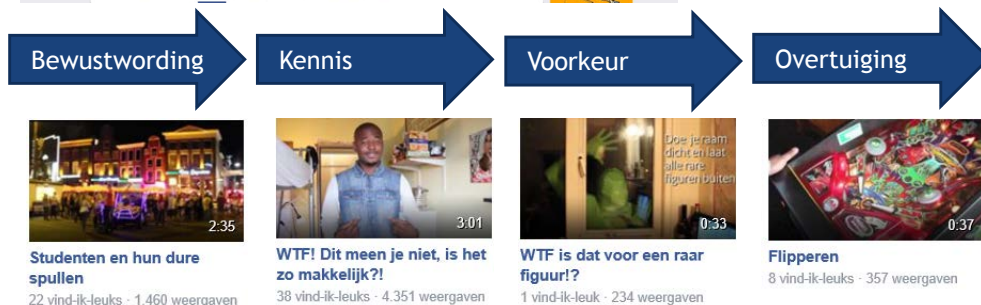 Bewustwording
Kennis
Voorkeur
Overtuiging
2:35
3:01
Doe je raam
dicht en laat
alle rare
figuren buiten
0:33
0:37
Studenten en hun dure
spullen
22 vind-ik-leuks · 1.460 weergaven
WTF! Dit meen je niet, is het
zo makkelijk?!
38 vind-ik-leuks · 4.351 weergaven
WTF is dat voor een raar
figuur!?
1 vind-ik-leuk · 234 weergaven
Flipperen
8 vind-ik-leuks · 357 weergaven